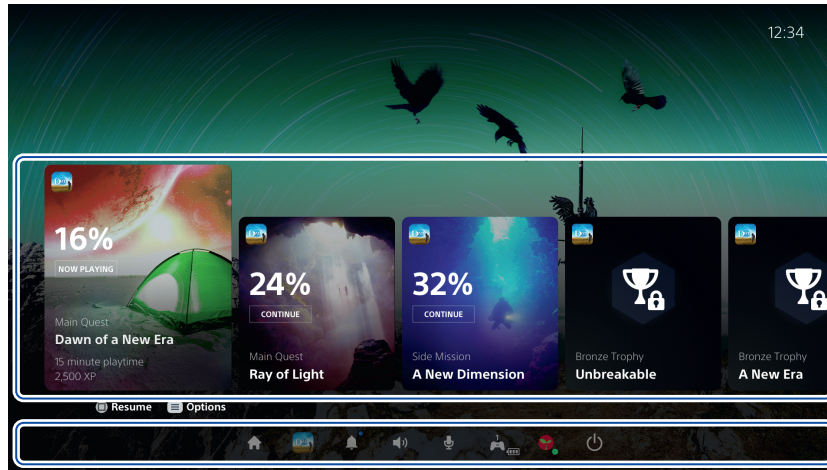 12:34
16%
NOW PLAYING
Main Quest
Dawn of a New Era
15 minute playtime
2,500 XP
24%
CONTINUE
Main Quest
Ray of Light
32%
CONTINUE
Side Mission
A New Dimension
Bronze Trophy
Unbreakable
Bronze Trophy
A New Era
Resume
Options
1